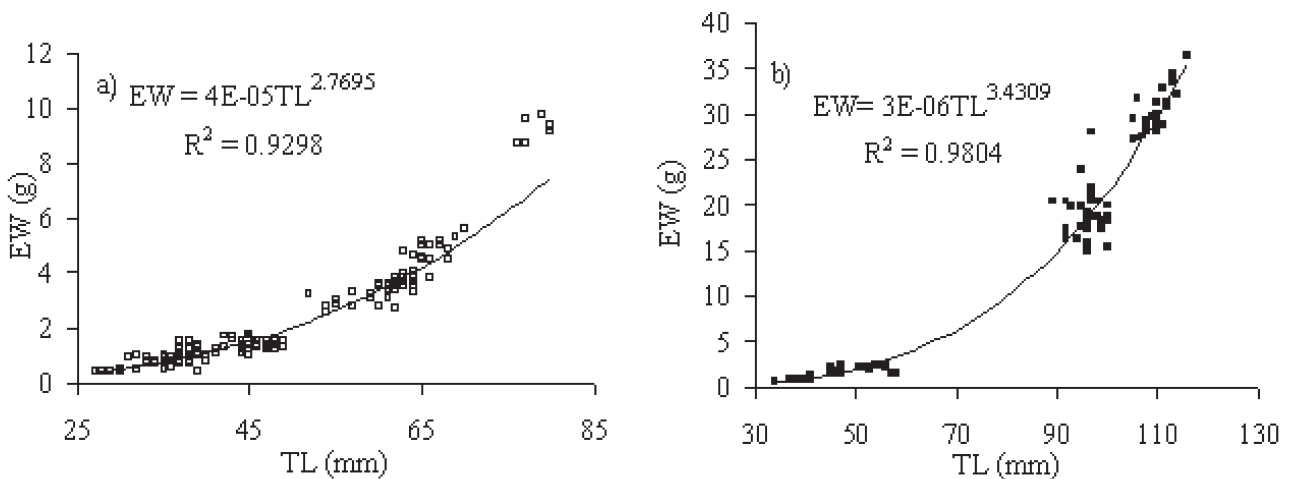 a) EW = 4E-05TL^2.7695
R² = 0.9298
12
10
8
6
4
2
0
EW (g)
25 45 65 85
TL (mm)
b)
EW= 3E-06TL^3.4309
R² = 0.9804
40
35
30
25
20
15
10
5
0
EW (g)
30 50 70 90 110 130
TL (mm)